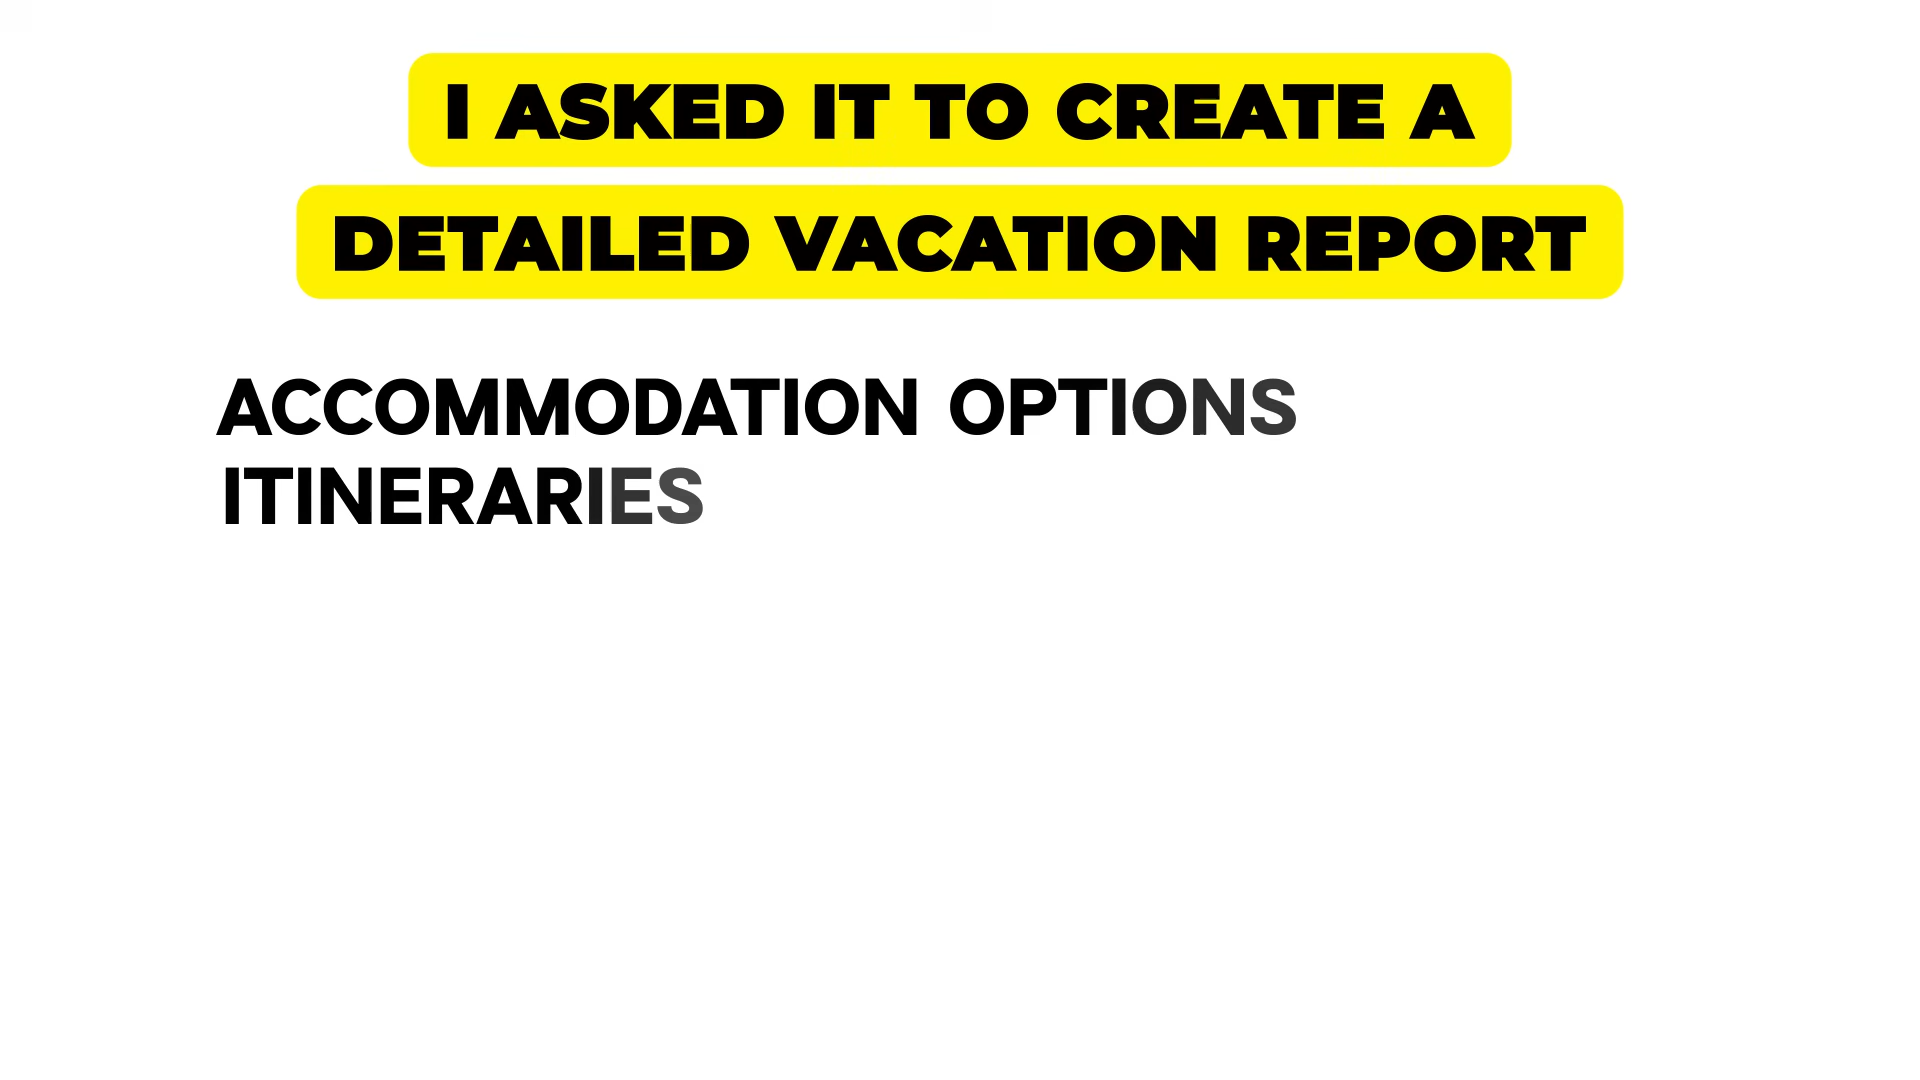 I ASKED IT TO CREATE A
DETAILED VACATION REPORT
ACCOMMODATION OPTIONS
ITINERARIES